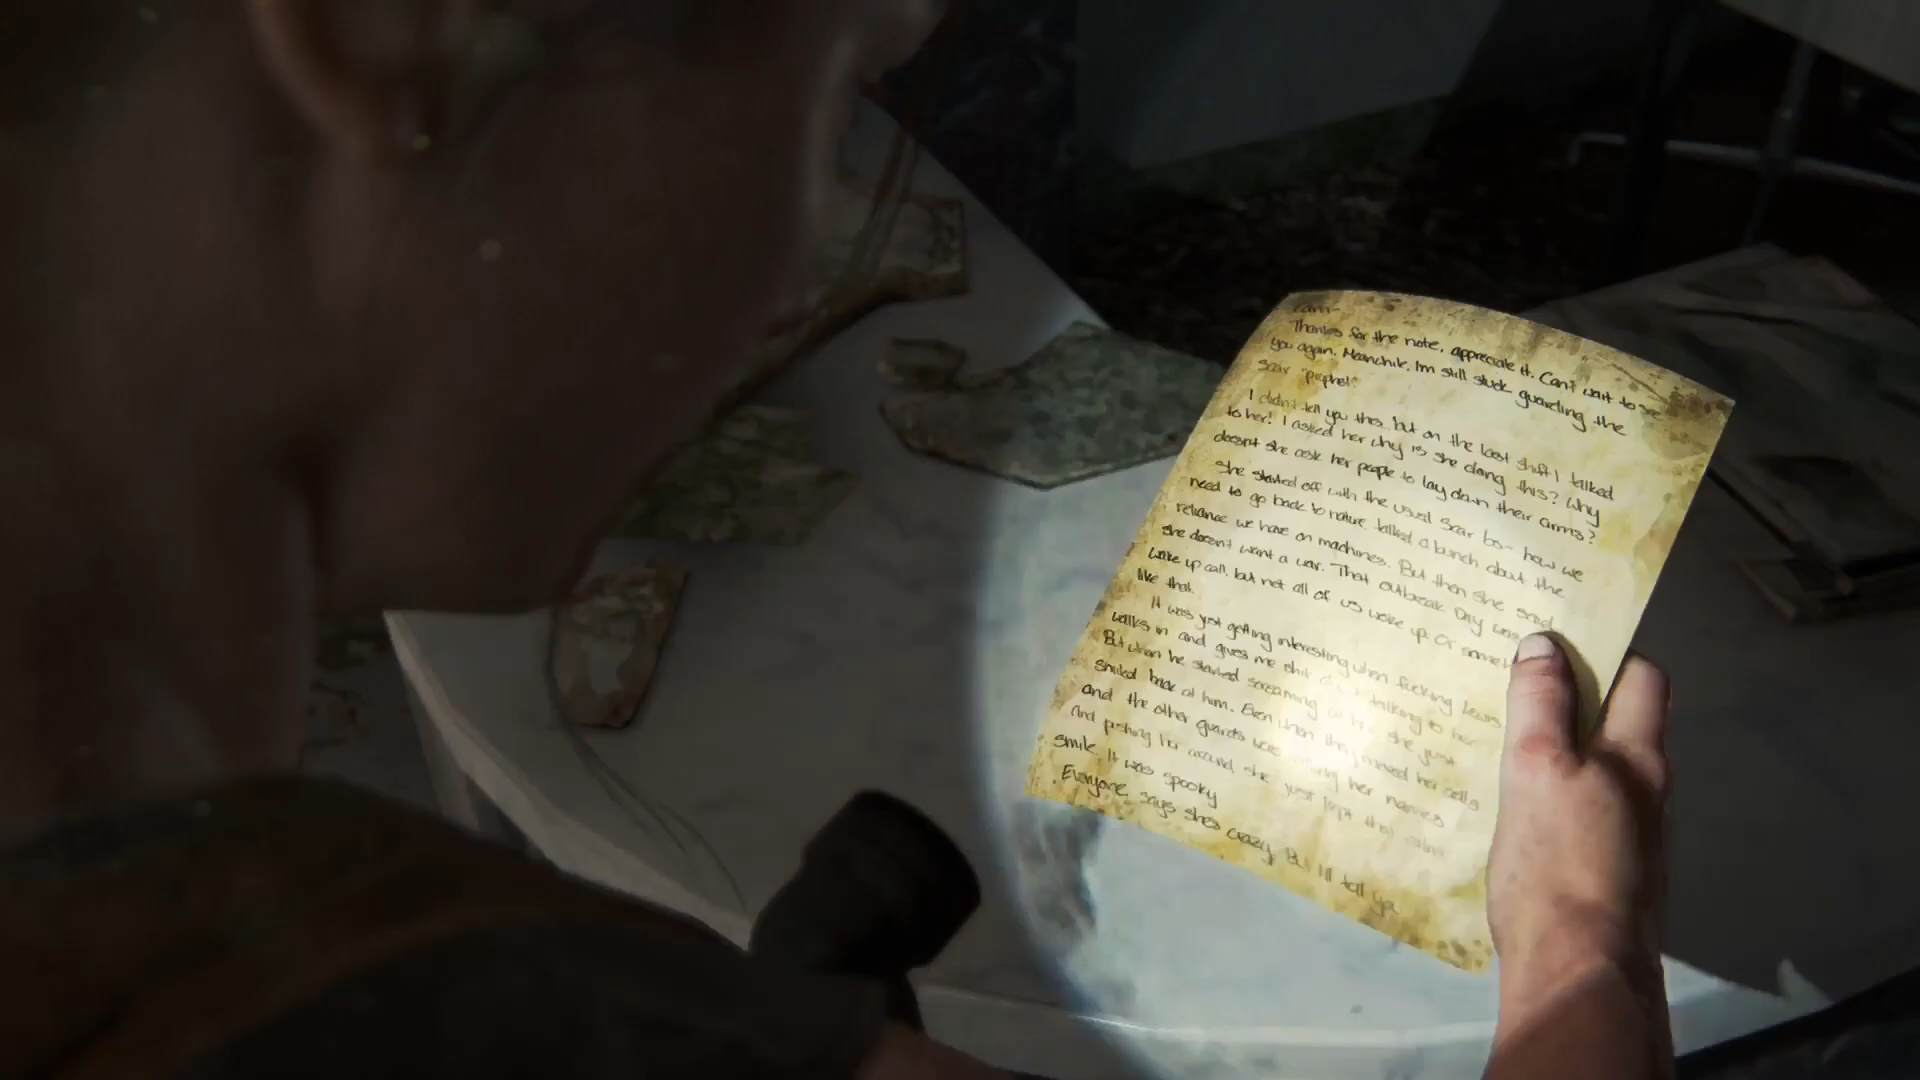 Cam-
Thanks for the note, appreciate it. Can't wait to see
you again. Meanwhile, I'm still stuck guarding the
Scar "prophet".
I didn't tell you this, but on the last shift I talked
to her! I asked her why is she doing this? Why
doesn't she ask her people to lay down their arms?
She started off with the usual Scar bs- how we
need to go back to nature, talked a bunch about the
reliance we have on machines. But then she said
she doesn't want a war. That outbreak Day was
wake up call, but not all of us woke up. Or
like that.
It was just getting interesting when fucking Lewis
walks in and gives me shit talking to her
But when he started screaming she just
smiled back at him. Even when they moved her cells
and the other guards were calling her names
and pushing her around, she just kept that calm
smile. It was spooky
Everyone says she's crazy. But I'll tell ya